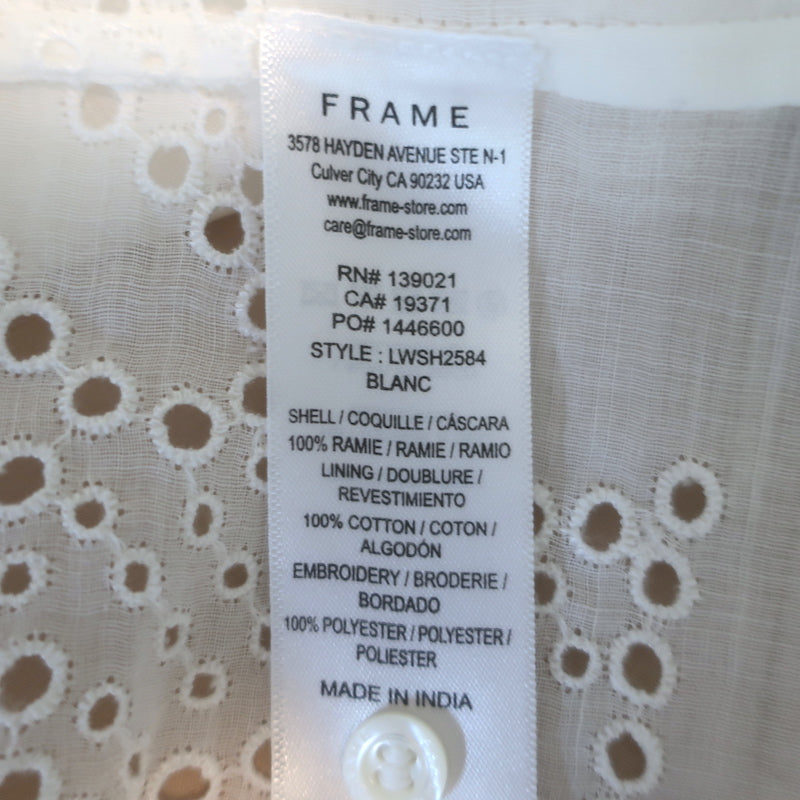 FRAME
3578 HAYDEN AVENUE STE N-1
Culver City CA 90232 USA
www.frame-store.com
care@frame-store.com
RN# 139021
CA# 19371
PO# 1446600
STYLE : LWSH2584
BLANC
SHELL / COQUILLE / CÁSCARA
100% RAMIE / RAMIE / RAMIO
LINING / DOUBLURE /
REVESTIMIENTO
100% COTTON / COTON /
ALGODÓN
EMBROIDERY / BRODERIE /
BORDADO
100% POLYESTER / POLYESTER /
POLIESTER
MADE IN INDIA